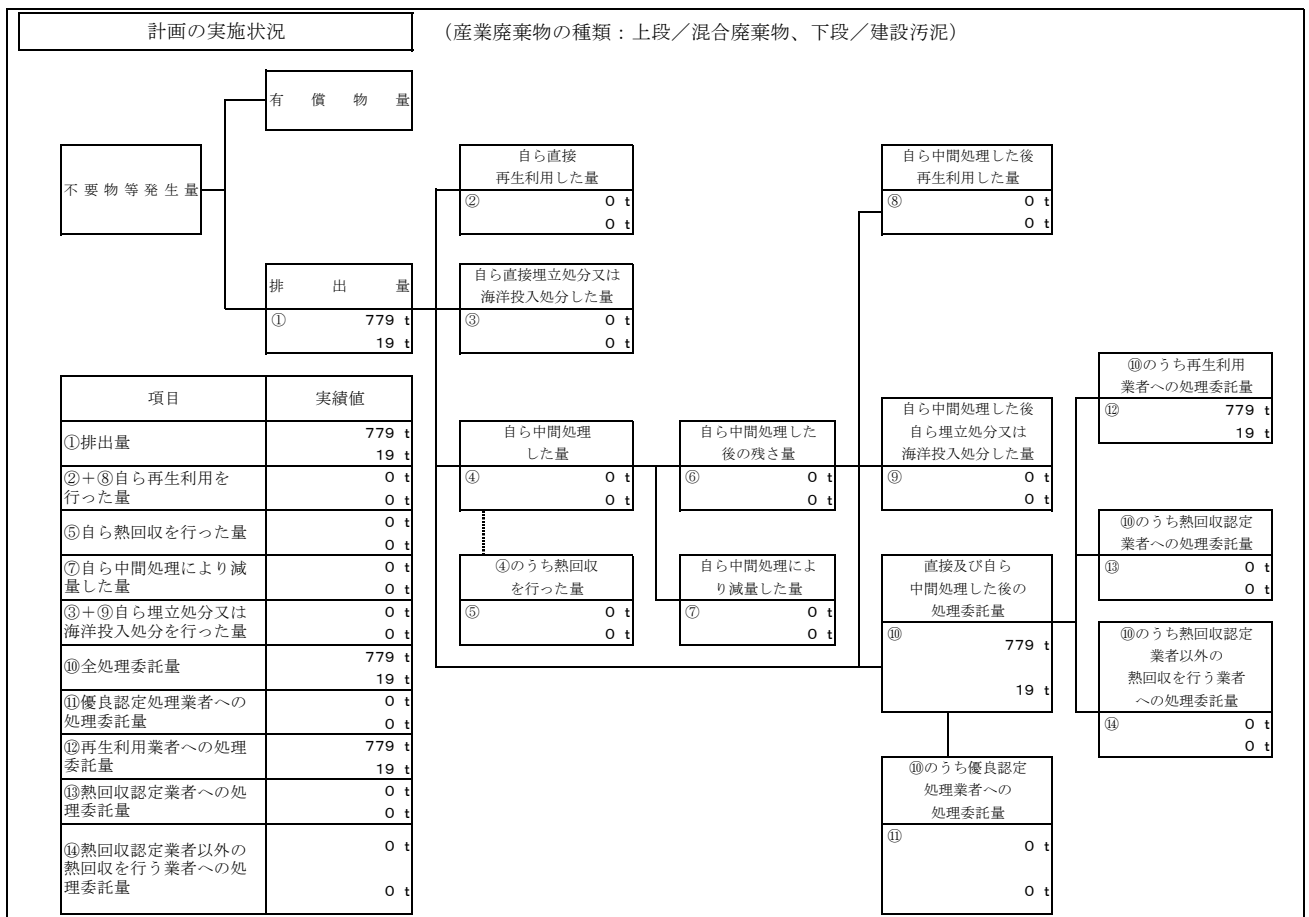 計画の実施状況
（産業廃棄物の種類：上段／混合廃棄物、下段／建設汚泥）
有償物量
不要物等発生量
自ら直接
再生利用した量
② 0 t
0 t
自ら中間処理した後
再生利用した量
⑧ 0 t
0 t
排出量
① 779 t
19 t
自ら直接埋立処分又は
海洋投入処分した量
③ 0 t
0 t
項目 実績値
①排出量 779 t
19 t
②＋⑧自ら再生利用を
行った量
0 t
0 t
⑤自ら熱回収を行った量 0 t
0 t
⑦自ら中間処理により減
量した量
0 t
0 t
③＋⑨自ら埋立処分又は
海洋投入処分を行った量
0 t
0 t
⑩全処理委託量 779 t
19 t
⑪優良認定処理業者への
処理委託量
0 t
0 t
⑫再生利用業者への処理
委託量
779 t
19 t
⑬熱回収認定業者への処
理委託量
0 t
0 t
⑭熱回収認定業者以外の
熱回収を行う業者への処
理委託量
0 t
0 t
自ら中間処理
した量
④ 0 t
0 t
④のうち熱回収
を行った量
⑤ 0 t
0 t
自ら中間処理した
後の残さ量
⑥ 0 t
0 t
自ら中間処理によ
り減量した量
⑦ 0 t
0 t
自ら中間処理した後
自ら埋立処分又は
海洋投入処分した量
⑨ 0 t
0 t
直接及び自ら
中間処理した後の
処理委託量
⑩ 779 t
19 t
⑩のうち優良認定
処理業者への
処理委託量
⑪ 0 t
0 t
⑩のうち再生利用
業者への処理委託量
⑫ 779 t
19 t
⑩のうち熱回収認定
業者への処理委託量
⑬ 0 t
0 t
⑩のうち熱回収認定
業者以外の
熱回収を行う業者
への処理委託量
⑭ 0 t
0 t